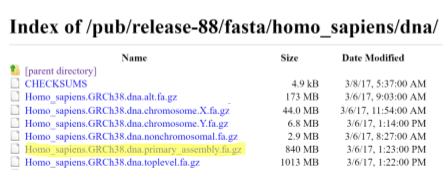 Index of /pub/release-88/fasta/homo_sapiens/dna/
Name Size Date Modified
[parent directory]
CHECKSUMS 4.9 kB 3/8/17, 5:37:00 AM
Homo_sapiens.GRCh38.dna.alt.fa.gz 173 MB 3/6/17, 9:03:00 AM
Homo_sapiens.GRCh38.dna.chromosome.X.fa.gz 44.0 MB 3/6/17, 11:54:00 AM
Homo_sapiens.GRCh38.dna.chromosome.Y.fa.gz 6.8 MB 3/6/17, 1:14:00 PM
Homo_sapiens.GRCh38.dna.nonchromosomal.fa.gz 2.9 MB 3/6/17, 8:27:00 AM
Homo_sapiens.GRCh38.dna.primary_assembly.fa.gz 840 MB 3/6/17, 1:23:00 PM
Homo_sapiens.GRCh38.dna.toplevel.fa.gz 1013 MB 3/6/17, 1:22:00 PM